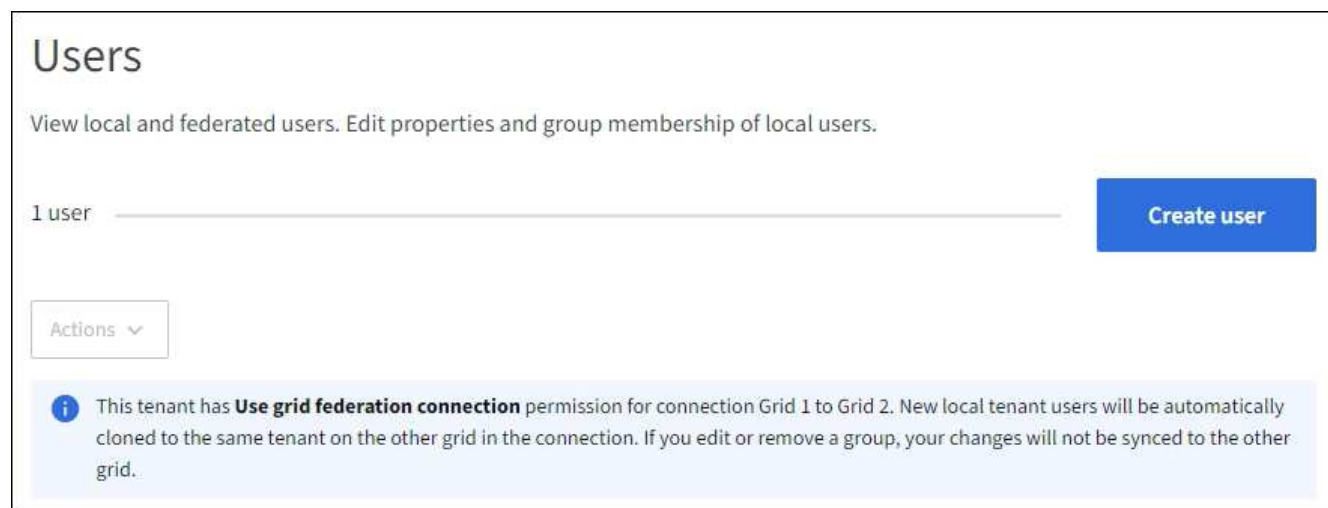 Users
View local and federated users. Edit properties and group membership of local users.
1 user
Create user
Actions
This tenant has Use grid federation connection permission for connection Grid 1 to Grid 2. New local tenant users will be automatically
cloned to the same tenant on the other grid in the connection. If you edit or remove a group, your changes will not be synced to the other
grid.